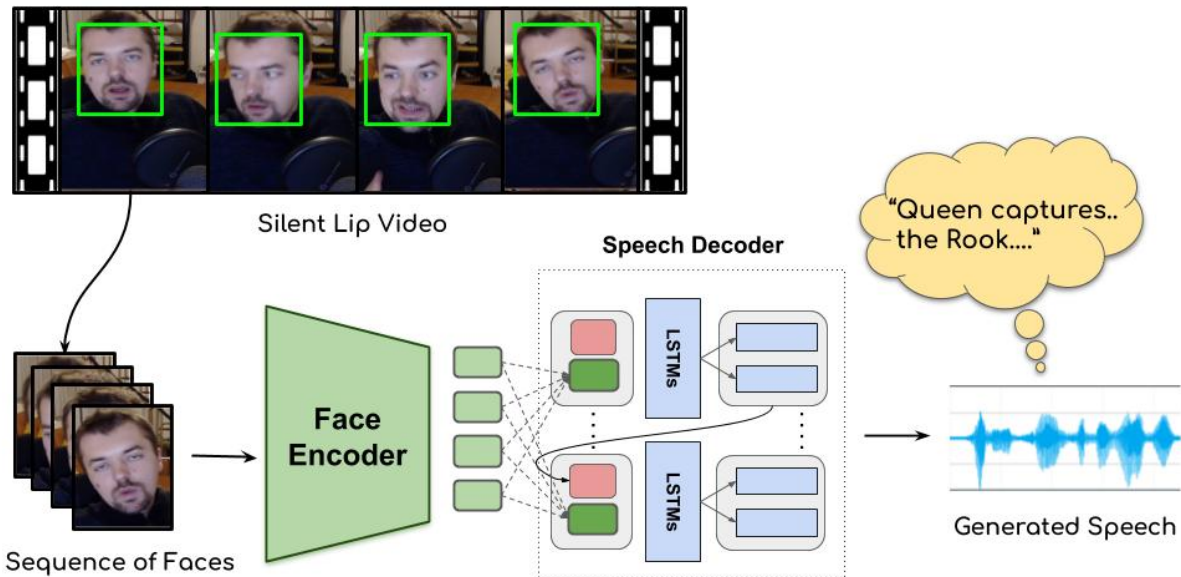 Silent Lip Video
Speech Decoder
"Queen captures..
the Rook...."
Face
Encoder
LSTMs
LSTMs
Sequence of Faces
Generated Speech